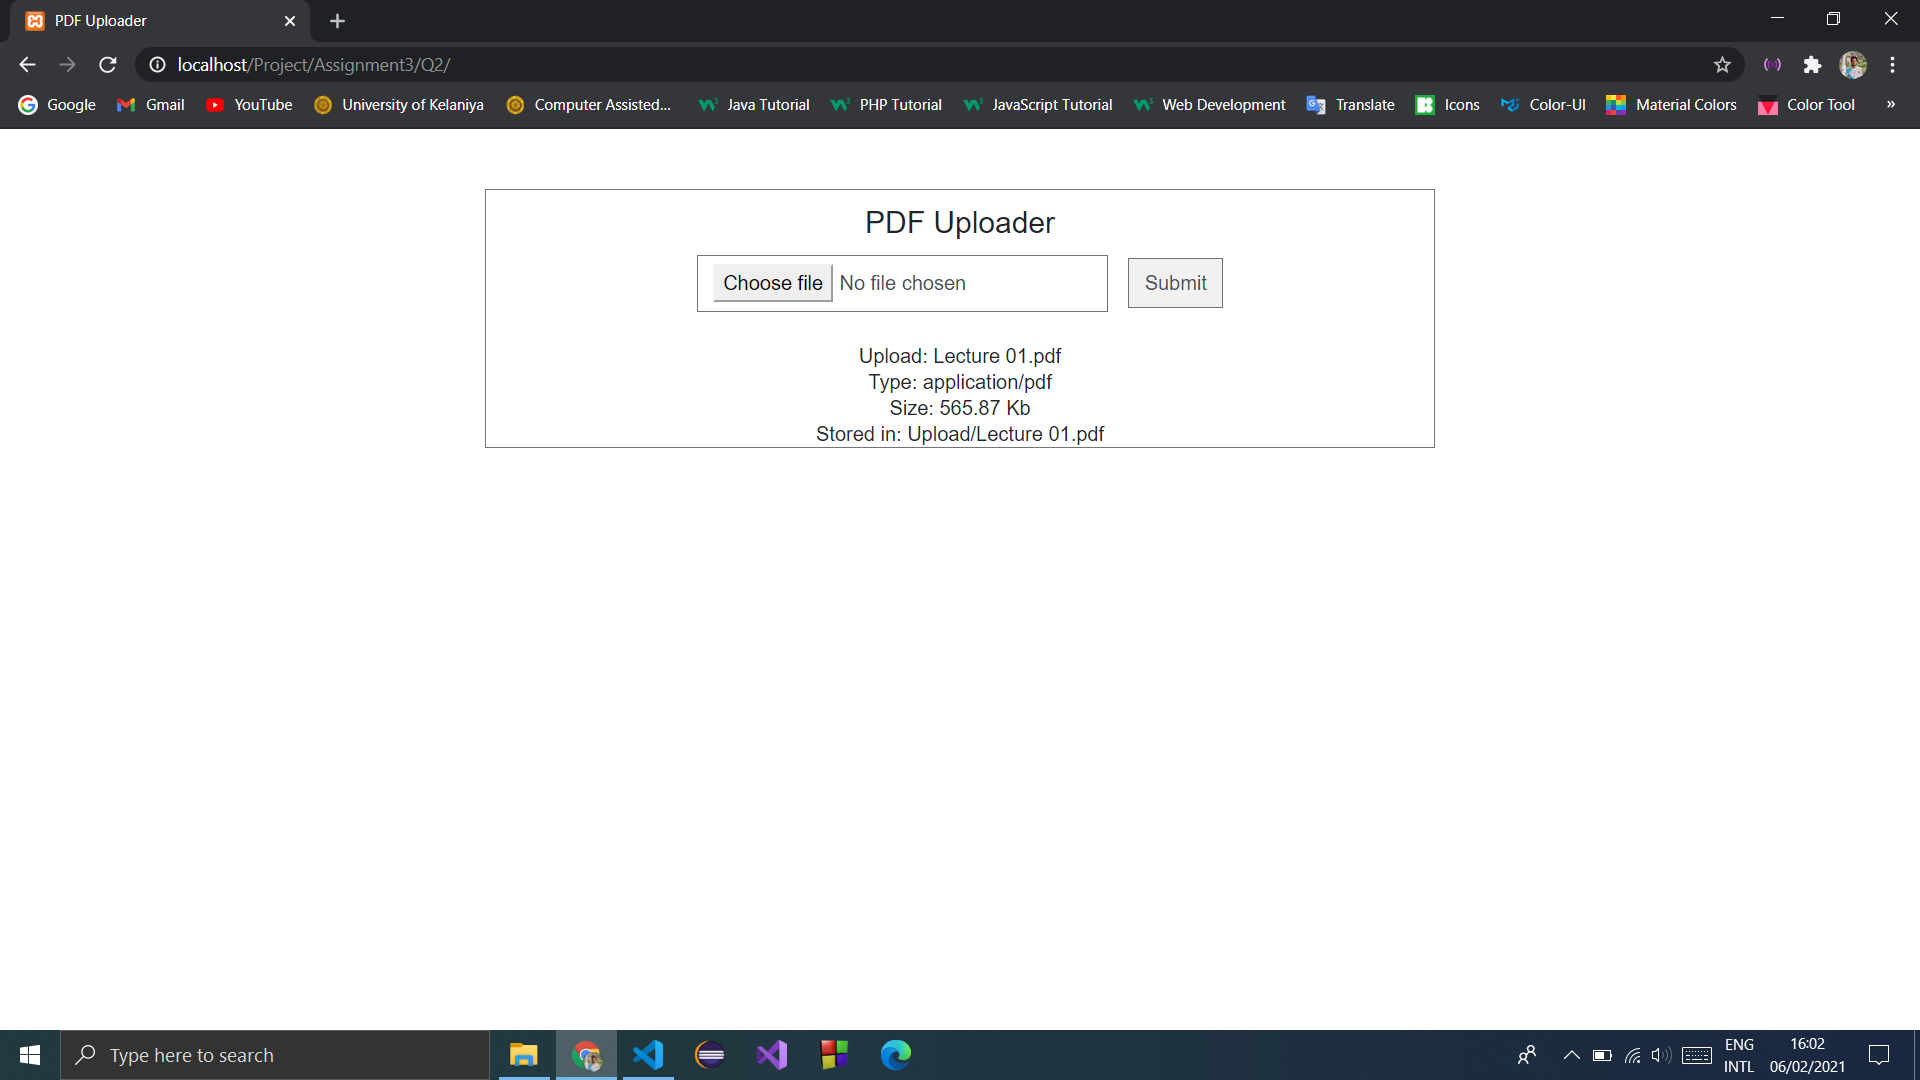 PDF Uploader
localhost/Project/Assignment3/Q2/
Google Gmail YouTube University of Kelaniya Computer Assisted... Java Tutorial PHP Tutorial JavaScript Tutorial Web Development Translate Icons Color-UI Material Colors Color Tool »
PDF Uploader
Choose file No file chosen Submit
Upload: Lecture 01.pdf
Type: application/pdf
Size: 565.87 Kb
Stored in: Upload/Lecture 01.pdf
Type here to search
ENG 16:02
INTL 06/02/2021